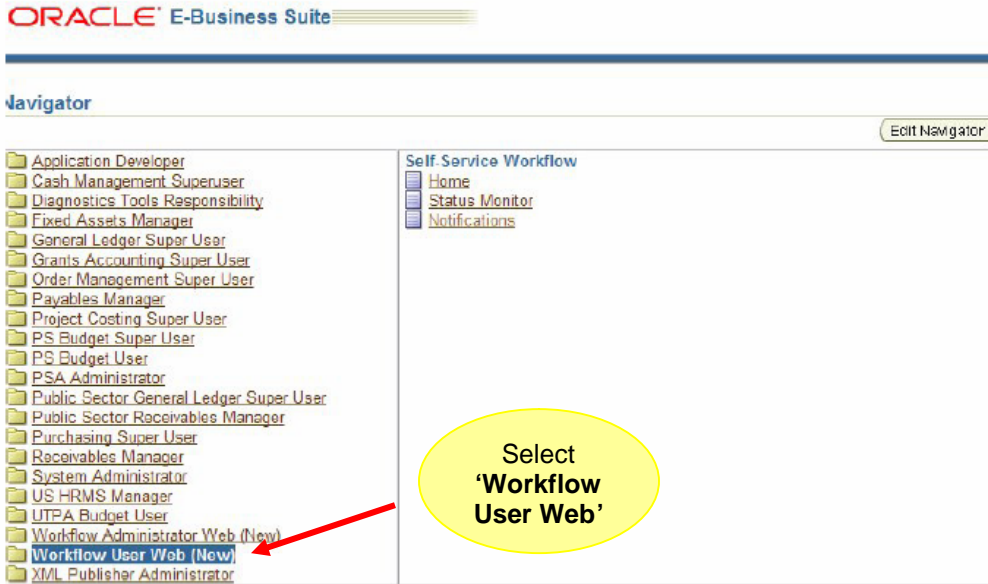 ORACLE E-Business Suite
Navigator
Edit Navigator
Application Developer
Cash Management Superuser
Diagnostics Tools Responsibility
Fixed Assets Manager
General Ledger Super User
Grants Accounting Super User
Order Management Super User
Payables Manager
Project Costing Super User
PS Budget Super User
PS Budget User
PSA Administrator
Public Sector General Ledger Super User
Public Sector Receivables Manager
Purchasing Super User
Receivables Manager
System Administrator
US HRMS Manager
UTPA Budget User
Workflow Administrator Web (New)
Workflow User Web (New)
XML Publisher Administrator
Self-Service Workflow
Home
Status Monitor
Notifications
Select
‘Workflow
User Web’